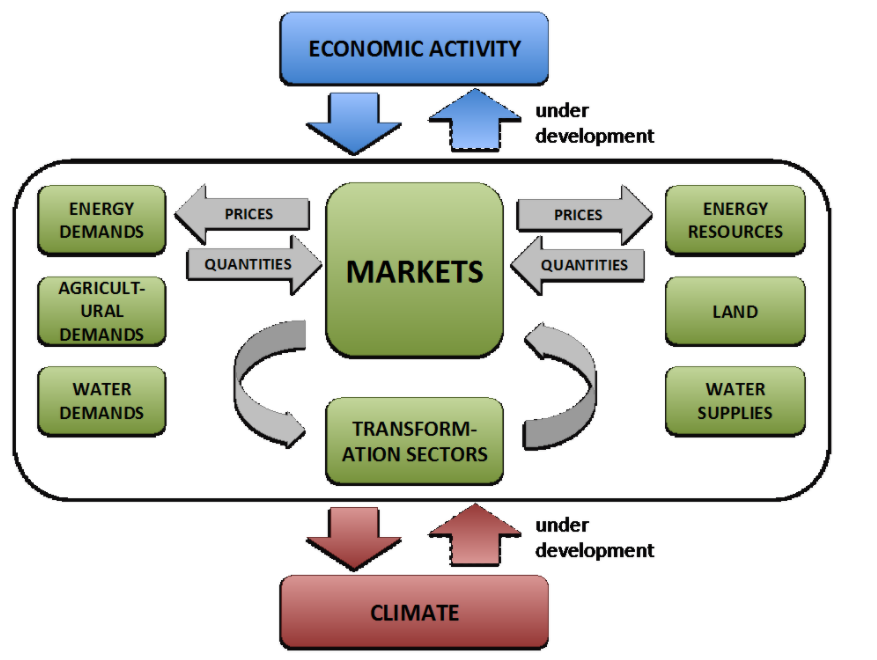 ECONOMIC ACTIVITY
under
development
ENERGY
DEMANDS
PRICES
QUANTITIES
AGRICULT-
URAL
DEMANDS
WATER
DEMANDS
MARKETS
TRANSFORM-
ATION SECTORS
PRICES
QUANTITIES
ENERGY
RESOURCES
LAND
WATER
SUPPLIES
under
development
CLIMATE